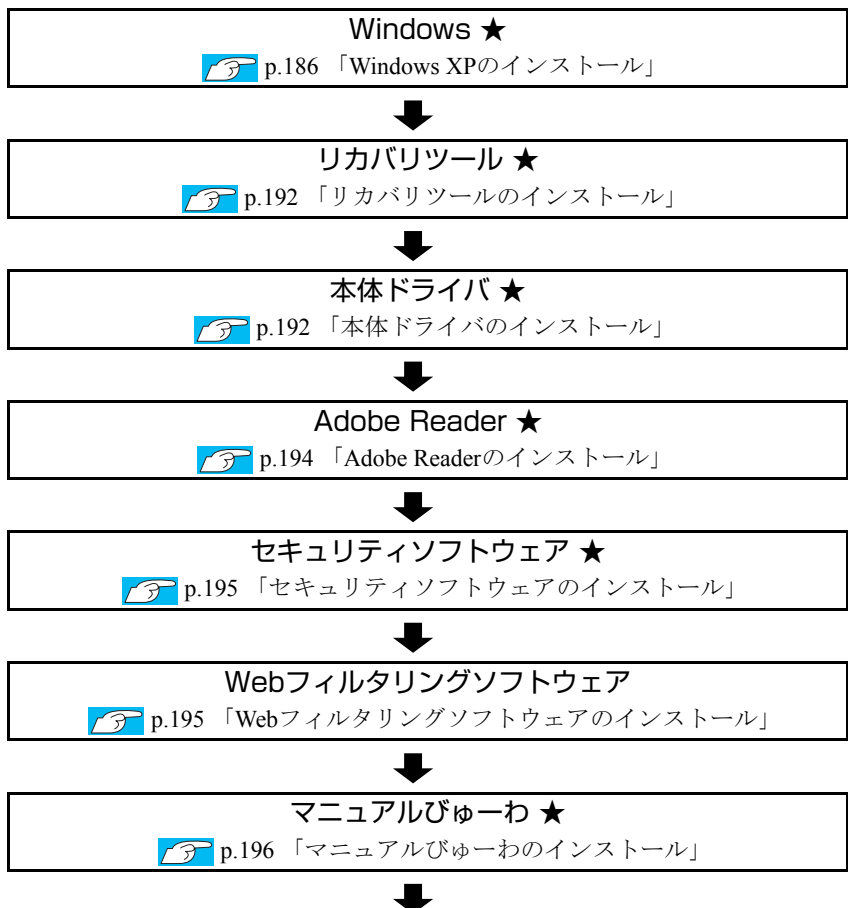 Windows ★
p.186 「Windows XPのインストール」
リカバリツール ★
p.192 「リカバリツールのインストール」
本体ドライバ ★
p.192 「本体ドライバのインストール」
Adobe Reader ★
p.194 「Adobe Readerのインストール」
セキュリティソフトウェア ★
p.195 「セキュリティソフトウェアのインストール」
Webフィルタリングソフトウェア
p.195 「Webフィルタリングソフトウェアのインストール」
マニュアルびゅーわ ★
p.196 「マニュアルびゅーわのインストール」